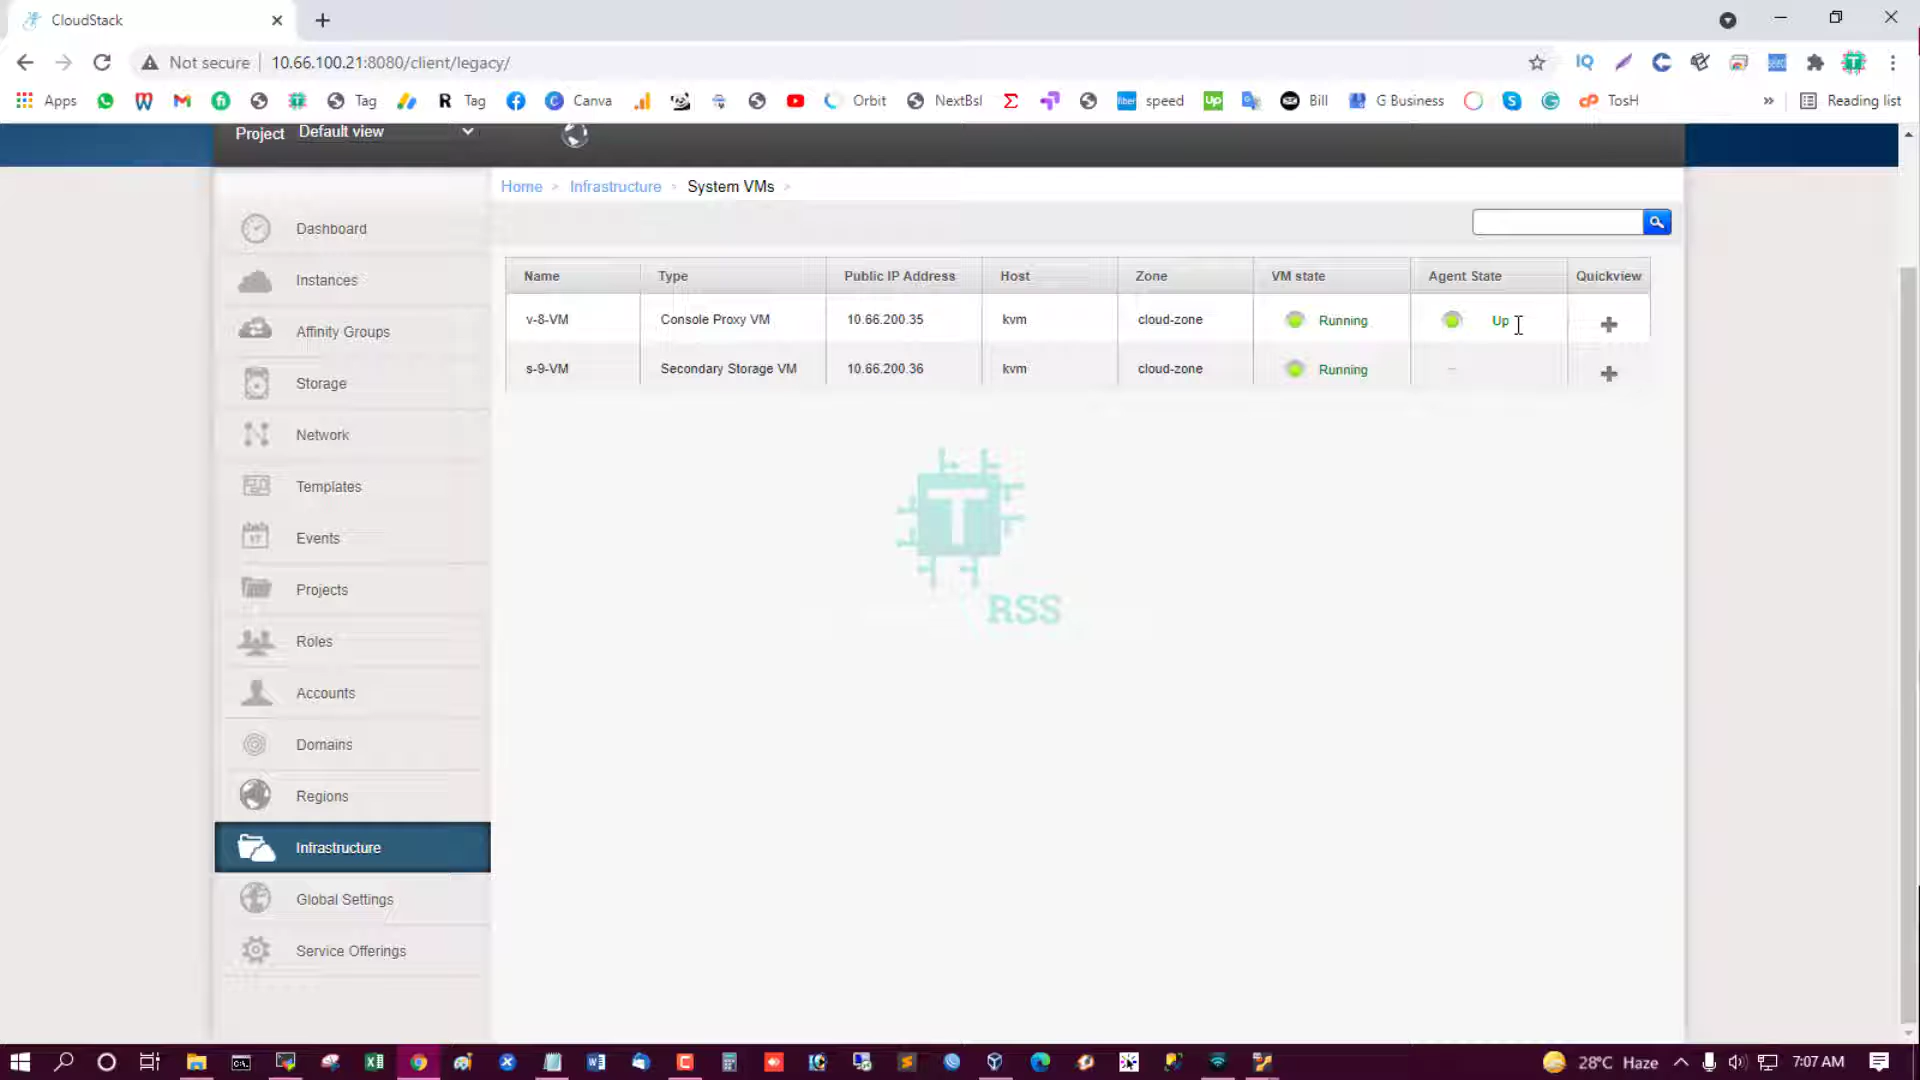 CloudStack
Not secure
10.66.100.21:8080/client/legacy/
Apps
Tag
R Tag
Canva
Orbit
NextBsl
speed
Bill
G Business
TosH
Reading list
Project Default view
Home > Infrastructure > System VMs >
Name Type Public IP Address Host Zone VM state Agent State Quickview
v-8-VM Console Proxy VM 10.66.200.35 kvm cloud-zone Running Up
s-9-VM Secondary Storage VM 10.66.200.36 kvm cloud-zone Running –
Dashboard
Instances
Affinity Groups
Storage
Network
Templates
Events
Projects
Roles
Accounts
Domains
Regions
Infrastructure
Global Settings
Service Offerings
T
RSS
28°C Haze
7:07 AM